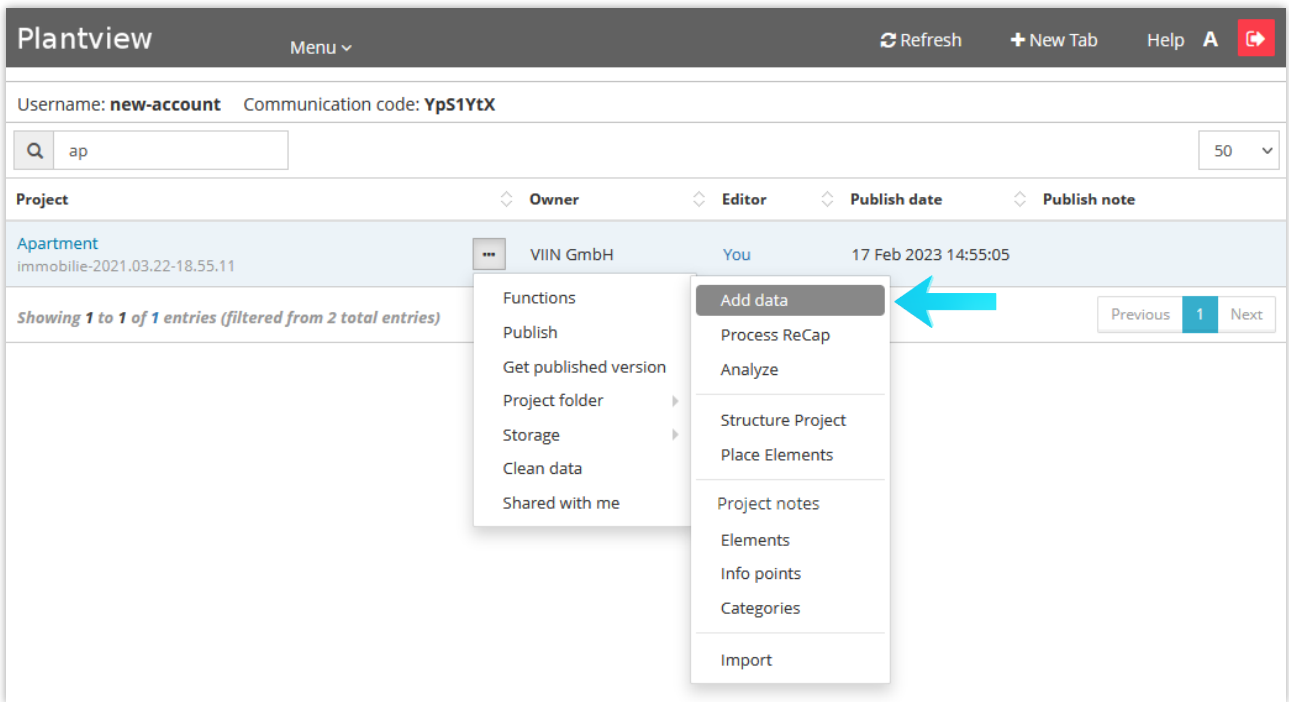 Plantview Menu Refresh New Tab Help A
Username: new-account Communication code: YpS1YtX
ap 50
Project Owner Editor Publish date Publish note
Apartment
immobilie-2021.03.22-18.55.11
VIIN GmbH You 17 Feb 2023 14:55:05
Showing 1 to 1 of 1 entries (filtered from 2 total entries)
Previous 1 Next
Functions
Publish
Get published version
Project folder
Storage
Clean data
Shared with me
Add data
Process ReCap
Analyze
Structure Project
Place Elements
Project notes
Elements
Info points
Categories
Import